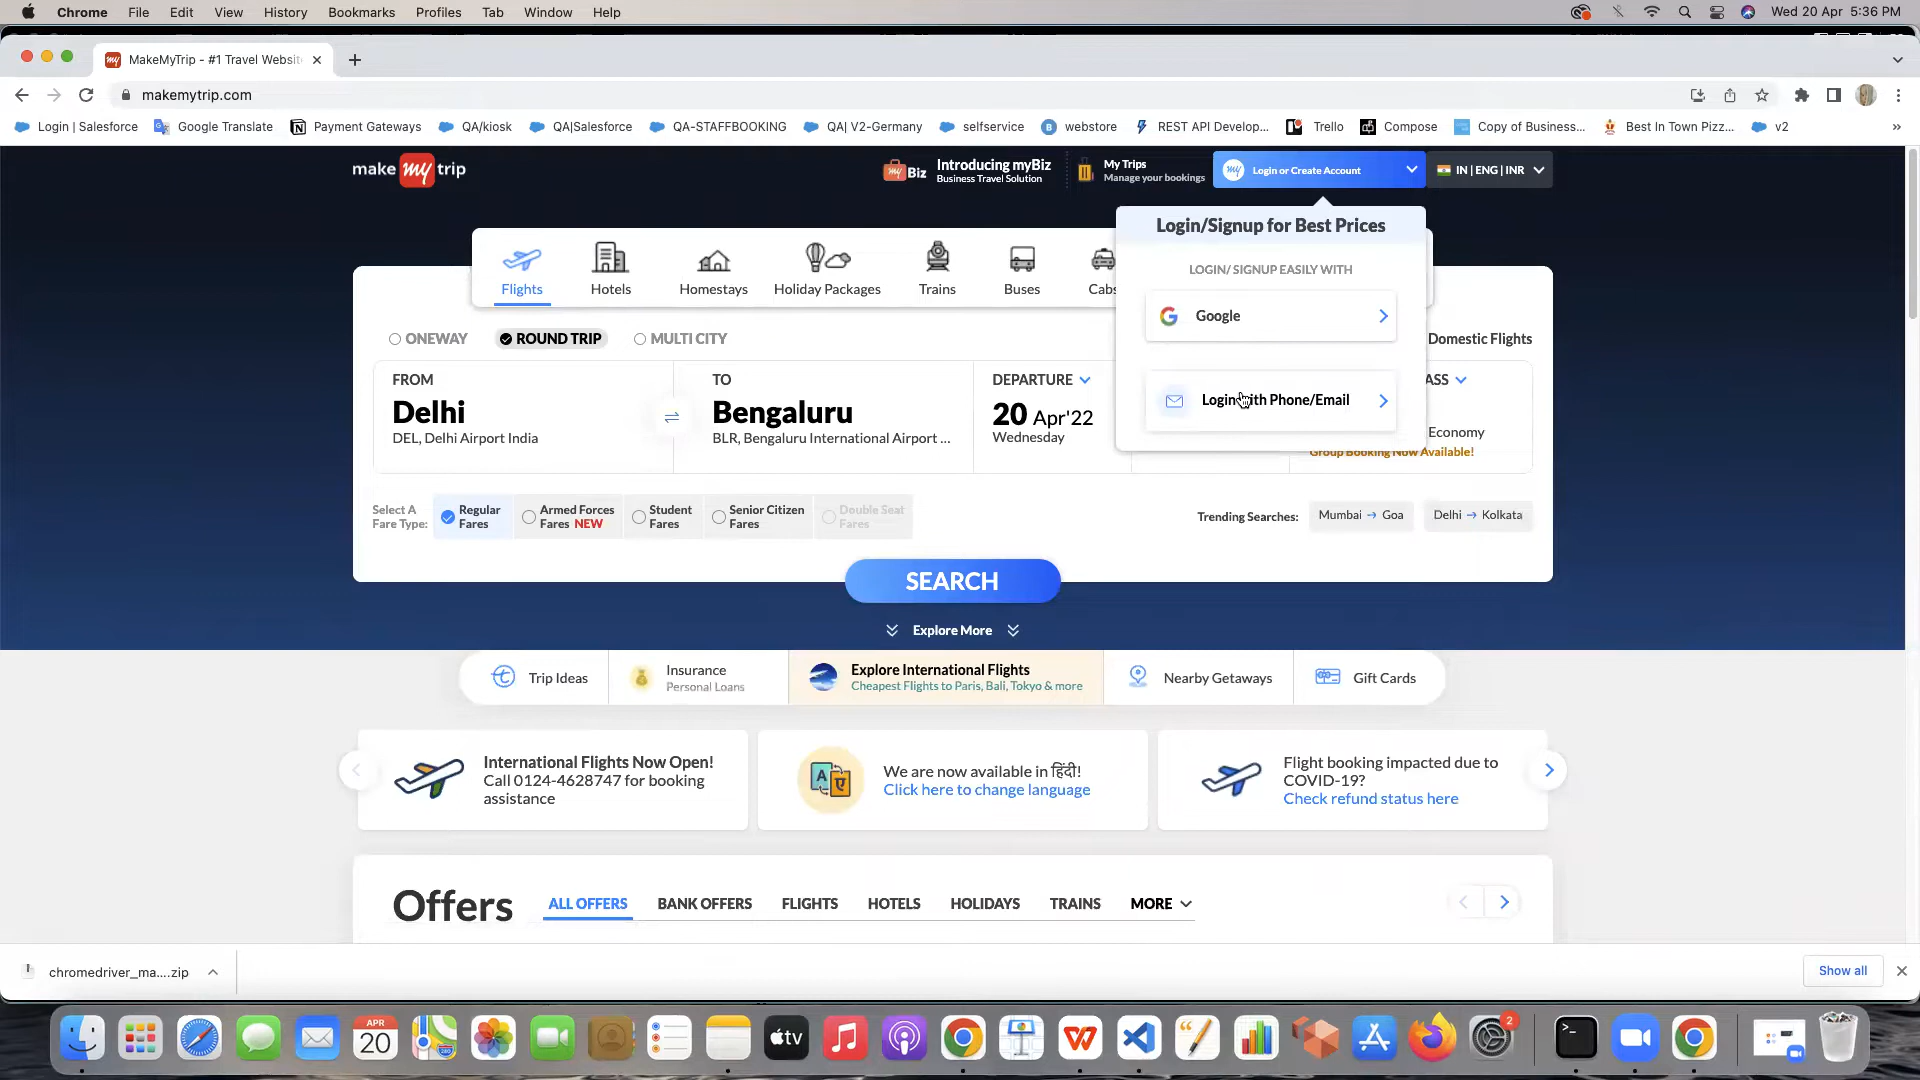 Chrome File Edit View History Bookmarks Profiles Tab Window Help Wed 20 Apr 5:36 PM
MakeMyTrip - #1 Travel Websit
makemytrip.com
Login | Salesforce Google Translate Payment Gateways QA/kiosk QA|Salesforce QA-STAFFBOOKING QA| V2-Germany selfservice webstore REST API Develop... Trello Compose Copy of Business... Best In Town Pizz... v2 »
make my trip
my Biz Introducing myBiz
Business Travel Solution
My Trips
Manage your bookings
my Login or Create Account
IN | ENG | INR
Login/Signup for Best Prices
LOGIN/ SIGNUP EASILY WITH
Google
Login with Phone/Email
Flights Hotels Homestays Holiday Packages Trains Buses Cabs
ONEWAY ROUND TRIP MULTI CITY
Domestic Flights
FROM
Delhi
DEL, Delhi Airport India
TO
Bengaluru
BLR, Bengaluru International Airport ...
DEPARTURE
20 Apr'22
Wednesday
ASS
Economy
Group Booking Now Available!
Select A
Fare Type:
Regular
Fares
Armed Forces
Fares NEW
Student
Fares
Senior Citizen
Fares
Double Seat
Fares
Trending Searches: Mumbai → Goa Delhi → Kolkata
SEARCH
Explore More
Trip Ideas
Insurance
Personal Loans
Explore International Flights
Cheapest Flights to Paris, Bali, Tokyo & more
Nearby Getaways
Gift Cards
International Flights Now Open!
Call 0124-4628747 for booking
assistance
We are now available in हिंदी!
Click here to change language
Flight booking impacted due to
COVID-19?
Check refund status here
Offers ALL OFFERS BANK OFFERS FLIGHTS HOTELS HOLIDAYS TRAINS MORE
chromedriver_ma....zip
Show all
APR
20
tv
2